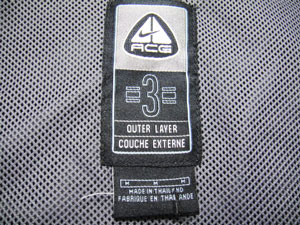 ACG
3
OUTER LAYER
COUCHE EXTERNE
M M M
MADE IN THAILAND
FABRIQUE EN THAILANDE